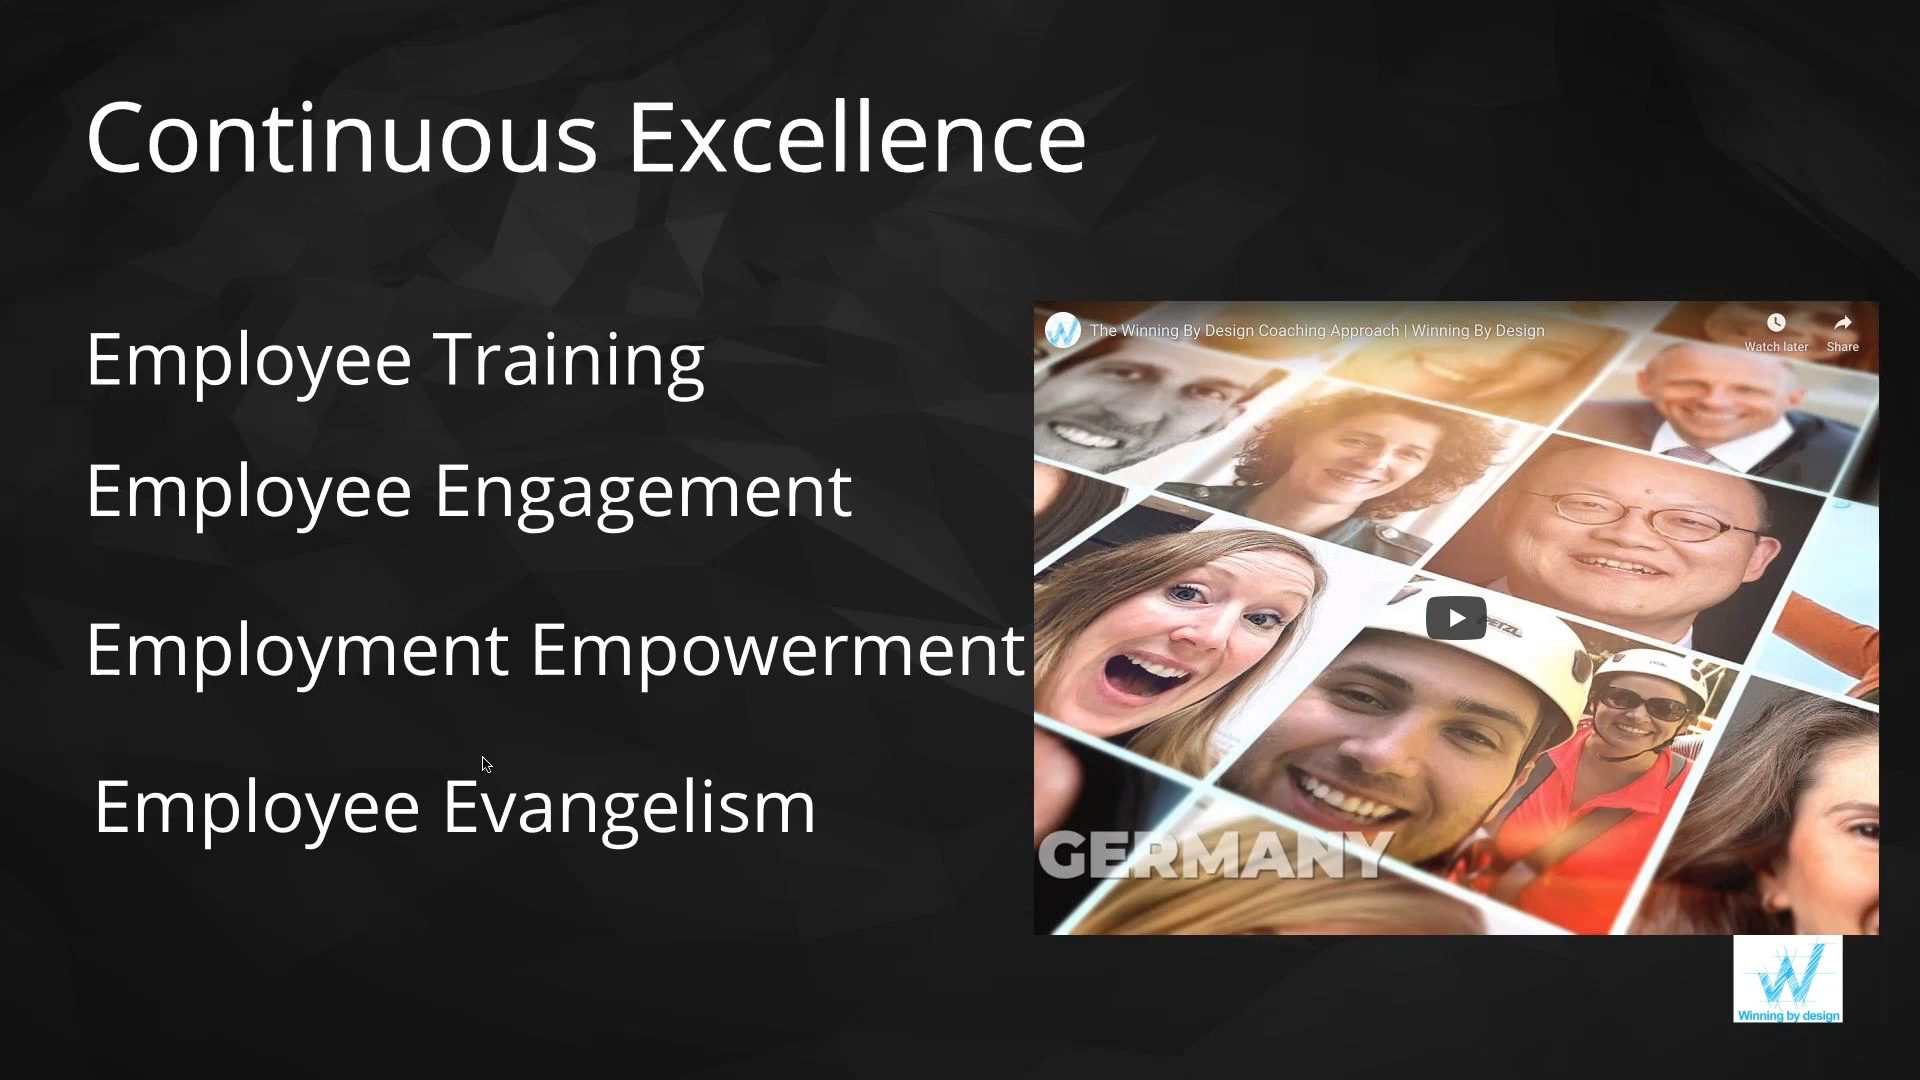 Continuous Excellence
Employee Training
Employee Engagement
Employment Empowerment
Employee Evangelism
The Winning By Design Coaching Approach | Winning By Design
Watch later
Share
PETZL
GERMANY
Winning by design